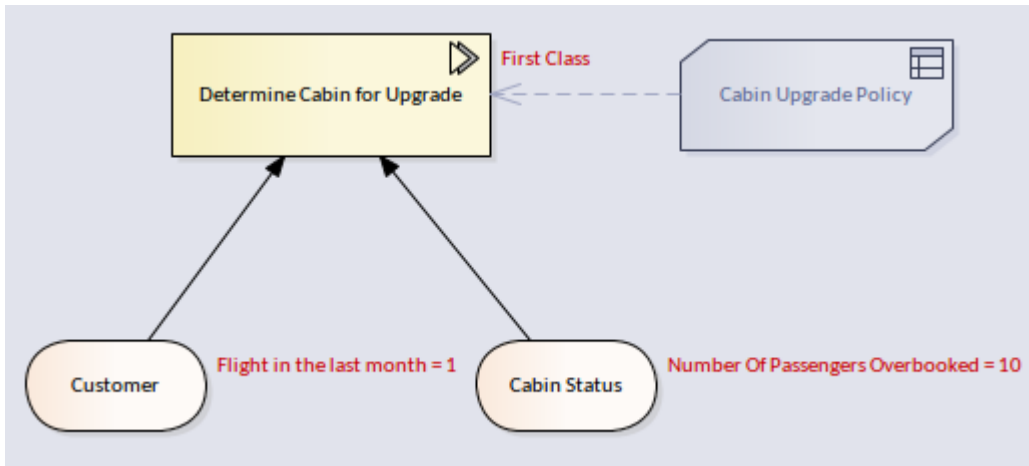 First Class
Determine Cabin for Upgrade
Cabin Upgrade Policy
Customer
Flight in the last month = 1
Cabin Status
Number Of Passengers Overbooked = 10